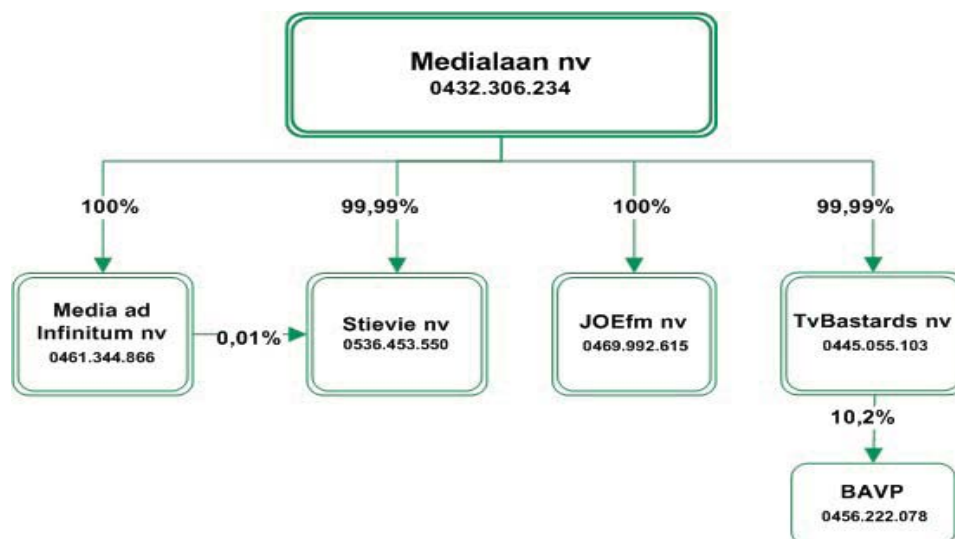 Medialaan nv
0432.306.234
100%
99,99%
100%
99,99%
Media ad
Infinitum nv
0461.344.866
0,01%
Stievie nv
0536.453.550
JOEfm nv
0469.992.615
TvBastards nv
0445.055.103
10,2%
BAVP
0456.222.078